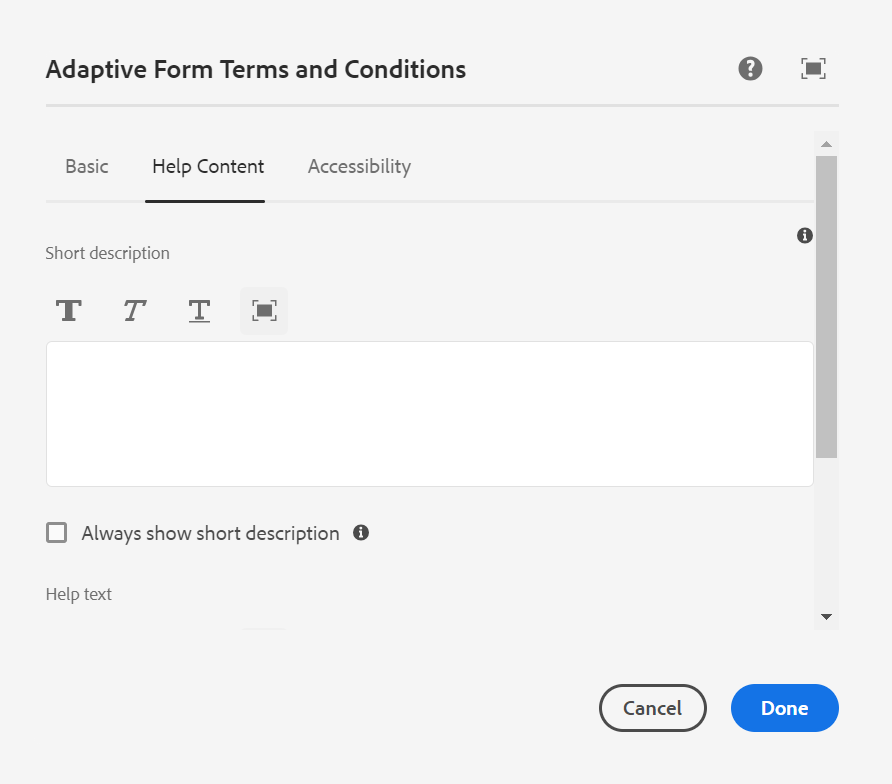 Adaptive Form Terms and Conditions
Basic Help Content Accessibility
Short description
Always show short description
Help text
Cancel Done